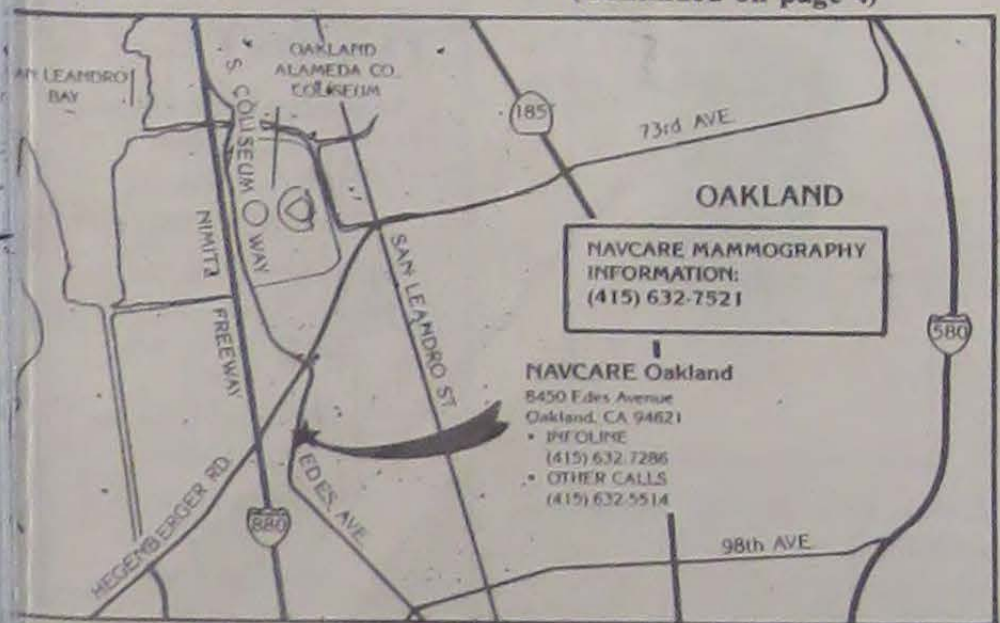 OAKLAND
ALAMEDA CO.
COLISEUM
AN LEANDRO
BAY
S. COLISEUM WAY
185
73rd AVE.
OAKLAND
NIMITZ FREEWAY
SAN LEANDRO ST
NAVCARE MAMMOGRAPHY
INFORMATION:
(415) 632-7521
580
NAVCARE Oakland
8450 Edes Avenue
Oakland, CA 94621
• INFOLINE
(415) 632-7286
• OTHER CALLS
(415) 632-5514
HEGENBERGER RD.
880
EDES AVE
98th AVE.